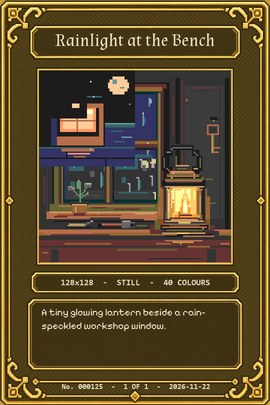 Rainlight at the Bench
128x128 - STILL - 40 COLOURS
A tiny glowing lantern beside a rain-
speckled workshop window.
No. 000125 - 1 OF 1 - 2026-11-22